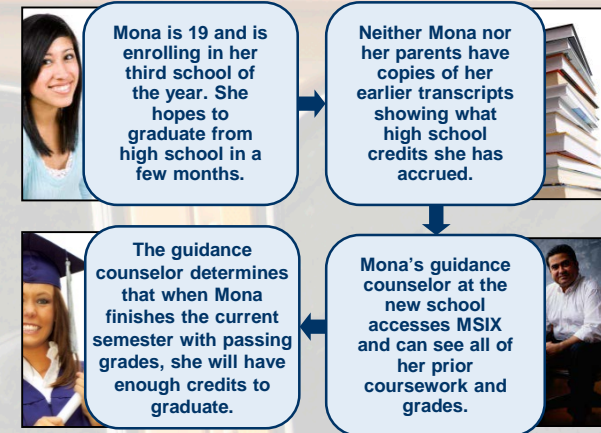 Mona is 19 and is
enrolling in her
third school of
the year. She
hopes to
graduate from
high school in a
few months.
Neither Mona nor
her parents have
copies of her
earlier transcripts
showing what
high school
credits she has
accrued.
Mona's guidance
counselor at the
new school
accesses MSIX
and can see all of
her prior
coursework and
grades.
The guidance
counselor determines
that when Mona
finishes the current
semester with passing
grades, she will have
enough credits to
graduate.